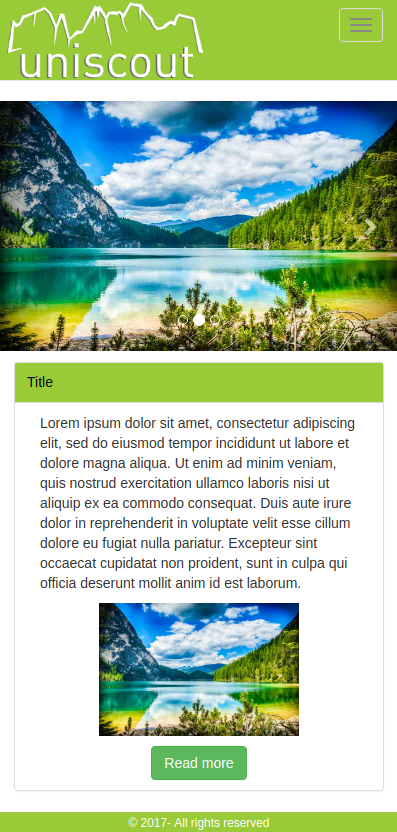 uniscout
Title
Lorem ipsum dolor sit amet, consectetur adipiscing
elit, sed do eiusmod tempor incididunt ut labore et
dolore magna aliqua. Ut enim ad minim veniam,
quis nostrud exercitation ullamco laboris nisi ut
aliquip ex ea commodo consequat. Duis aute irure
dolor in reprehenderit in voluptate velit esse cillum
dolore eu fugiat nulla pariatur. Excepteur sint
occaecat cupidatat non proident, sunt in culpa qui
officia deserunt mollit anim id est laborum.
Read more
© 2017- All rights reserved